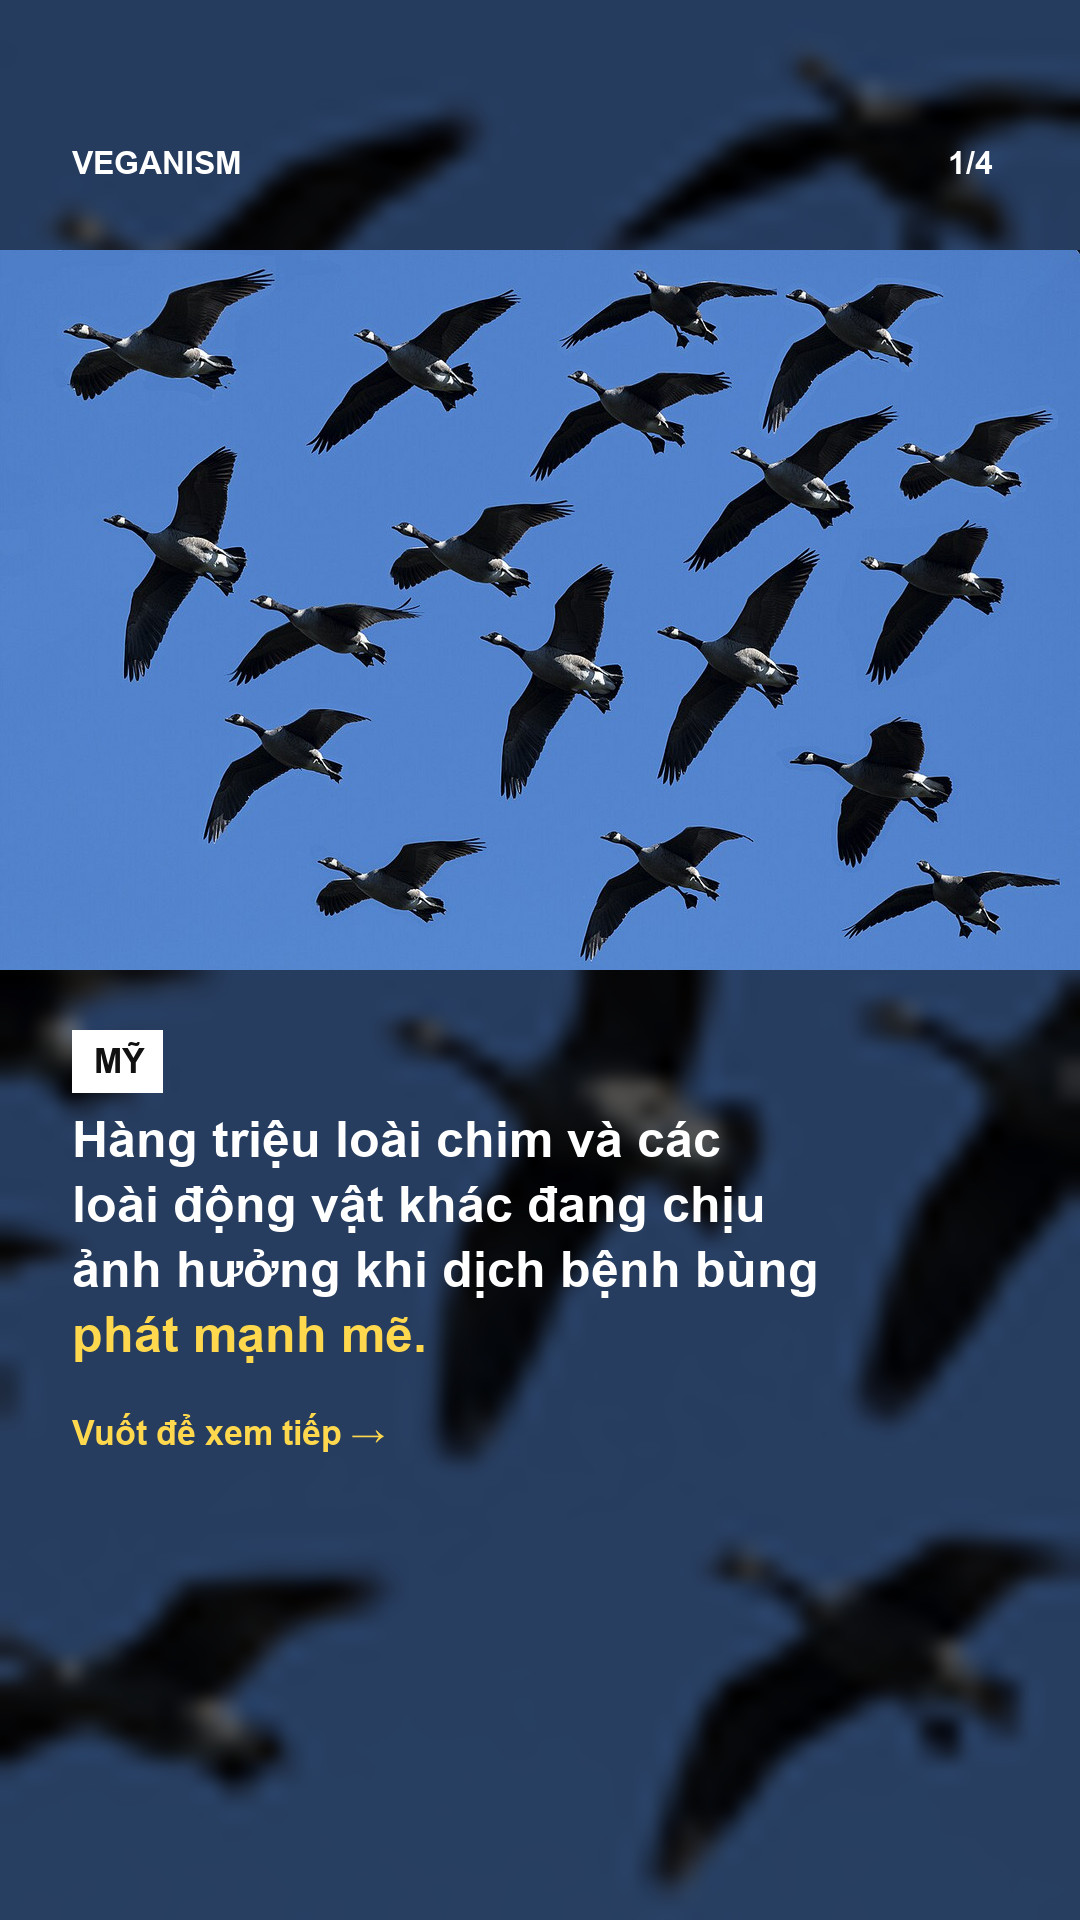 VEGANISM
1/4
MỸ
Hàng triệu loài chim và các
loài động vật khác đang chịu
ảnh hưởng khi dịch bệnh bùng
phát mạnh mẽ.
Vuốt để xem tiếp →